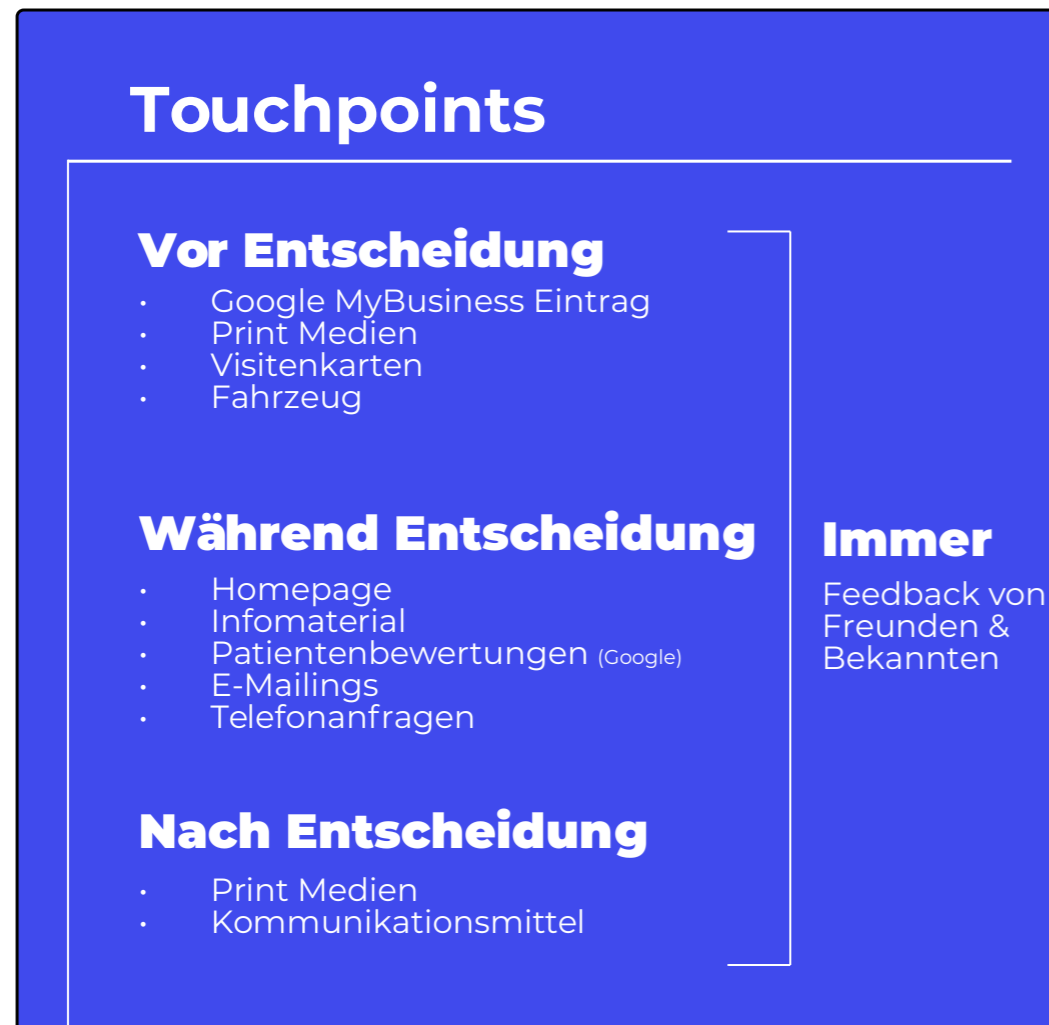 Touchpoints
Vor Entscheidung
· Google MyBusiness Eintrag
· Print Medien
· Visitenkarten
· Fahrzeug
Während Entscheidung
· Homepage
· Infomaterial
· Patientenbewertungen (Google)
· E-Mailings
· Telefonanfragen
Nach Entscheidung
· Print Medien
· Kommunikationsmittel
Immer
Feedback von
Freunden &
Bekannten